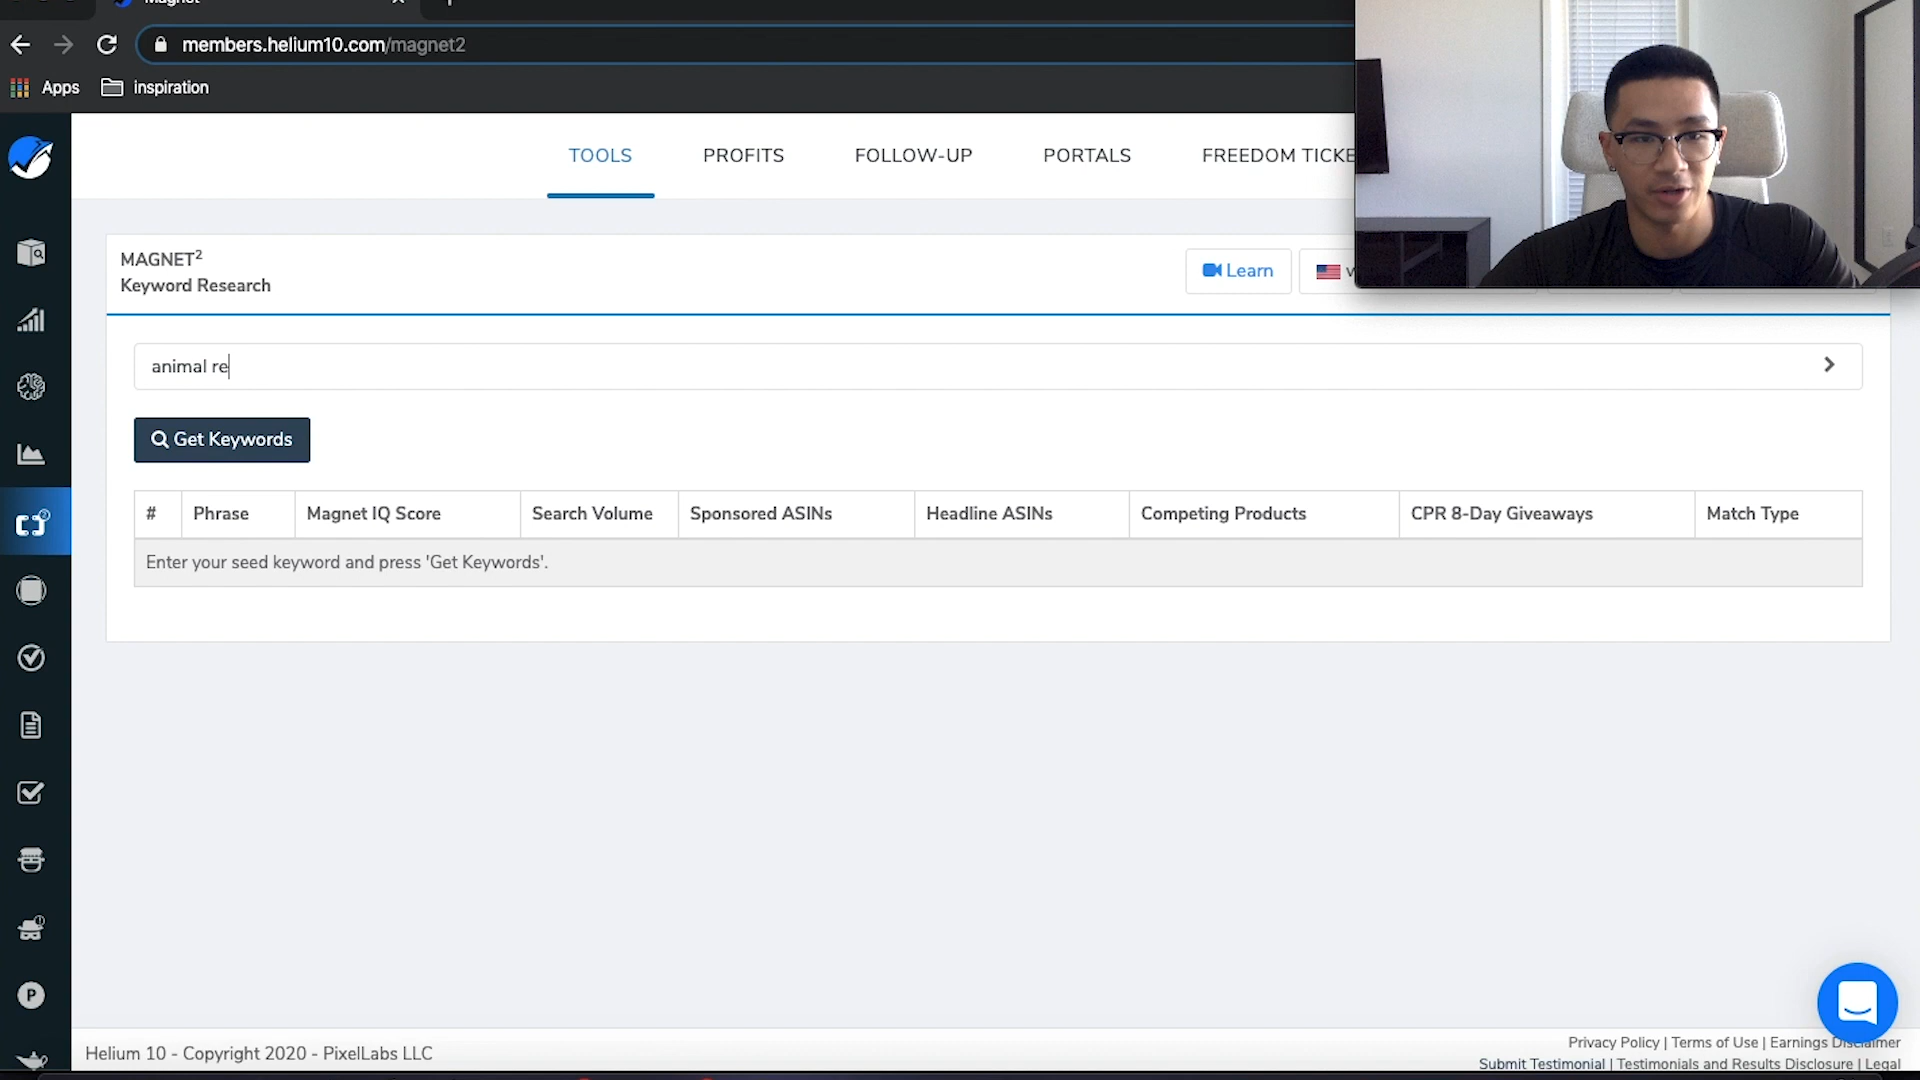 members.helium10.com/magnet2
Apps
inspiration
TOOLS
PROFITS
FOLLOW-UP
PORTALS
FREEDOM TICKE
MAGNET²
Keyword Research
Learn
animal re
Get Keywords
# Phrase Magnet IQ Score Search Volume Sponsored ASINs Headline ASINs Competing Products CPR 8-Day Giveaways Match Type
Enter your seed keyword and press 'Get Keywords'.
P
Helium 10 - Copyright 2020 - PixelLabs LLC
Privacy Policy | Terms of Use | Earnings Disclaimer
Submit Testimonial | Testimonials and Results Disclosure | Legal